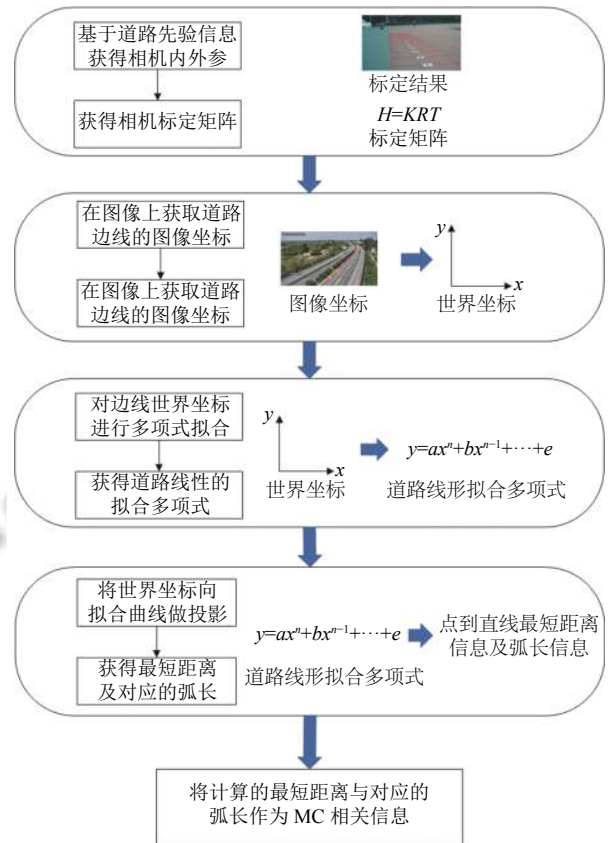 基于道路先验信息
获得相机内外参
获得相机标定矩阵
标定结果
H=KRT
标定矩阵
在图像上获取道路
边线的图像坐标
在图像上获取道路
边线的图像坐标
图像坐标
y
x
世界坐标
对边线世界坐标
进行多项式拟合
获得道路线性的
拟合多项式
y
x
世界坐标
y=axⁿ+bxⁿ⁻¹+···+e
道路线形拟合多项式
将世界坐标向
拟合曲线做投影
获得最短距离
及对应的弧长
y=axⁿ+bxⁿ⁻¹+···+e
道路线形拟合多项式
点到直线最短距离
信息及弧长信息
将计算的最短距离与对应的
弧长作为 MC 相关信息